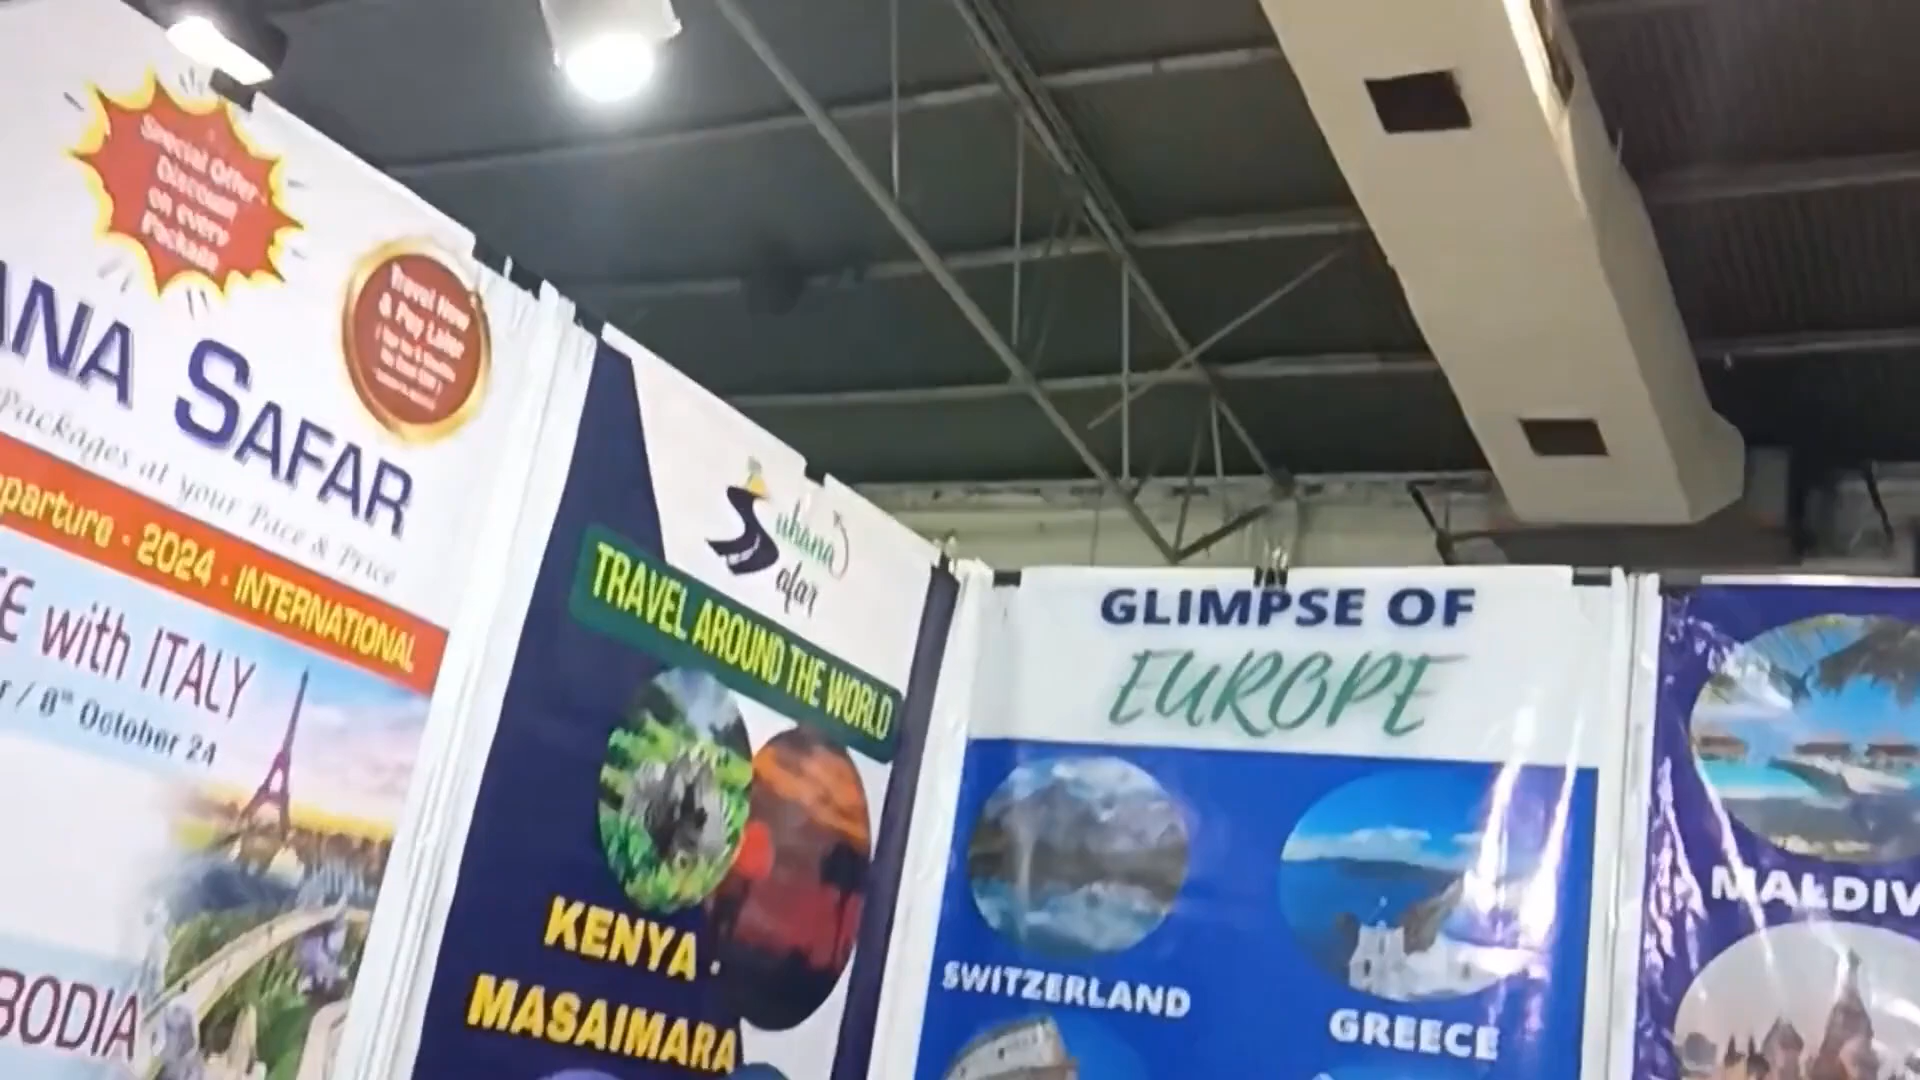 Special Offer
Discount
on every
Package
Travel Now
& Pay Later
ANA SAFAR
Packages at your Pace & Price
parture - 2024 - INTERNATIONAL
E with ITALY
r / 8th October 24
BODIA
Suhana
Safar
TRAVEL AROUND THE WORLD
KENYA -
MASAIMARA
GLIMPSE OF
EUROPE
SWITZERLAND
GREECE
MALDIV